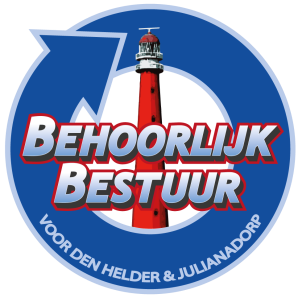 BEHOORLIJK
BESTUUR
VOOR DEN HELDER & JULIANADORP